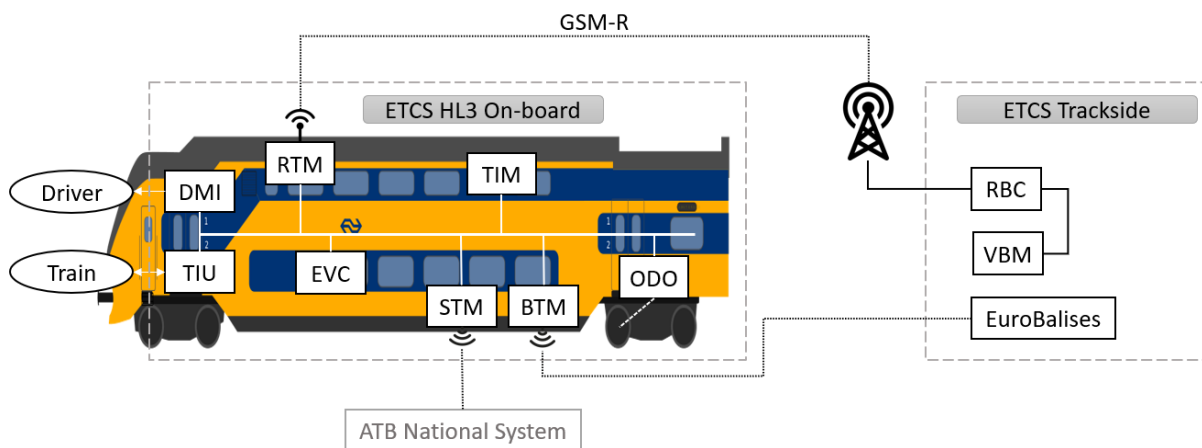 GSM-R
ETCS HL3 On-board
ETCS Trackside
RTM
TIM
Driver
DMI
RBC
1
1
2
2
Train
TIU
EVC
ODO
VBM
STM
BTM
EuroBalises
ATB National System